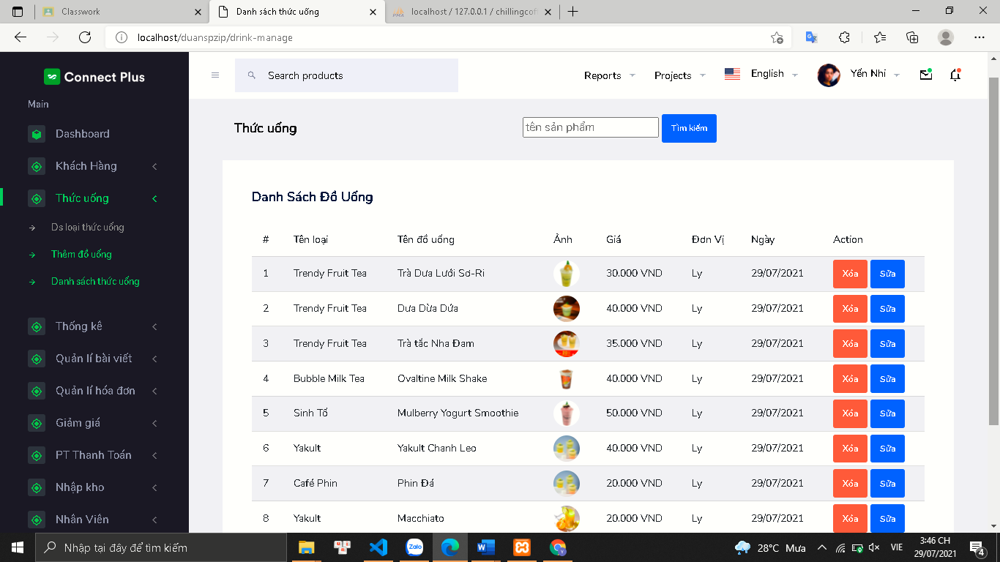 Classwork
Danh sách thức uống
localhost / 127.0.0.1 / chillingcof
localhost/duanspzip/drink-manage
Connect Plus
Search products
Reports
Projects
English
Yến Nhi
Main
Dashboard
Khách Hàng
Thức uống
Ds loại thức uống
Thêm đồ uống
Danh sách thức uống
Thống kê
Quản lí bài viết
Quản lí hóa đơn
Giảm giá
PT Thanh Toán
Nhập kho
Nhân Viên
Thức uống
tên sản phẩm
Tìm kiếm
Danh Sách Đồ Uống
# Tên loại Tên đồ uống Ảnh Giá Đơn Vị Ngày Action
1 Trendy Fruit Tea Trà Dưa Lưới Sơ-Ri 30.000 VND Ly 29/07/2021 Xóa Sửa
2 Trendy Fruit Tea Dưa Dừa Dứa 40.000 VND Ly 29/07/2021 Xóa Sửa
3 Trendy Fruit Tea Trà tắc Nha Đam 35.000 VND Ly 29/07/2021 Xóa Sửa
4 Bubble Milk Tea Ovaltine Milk Shake 40.000 VND Ly 29/07/2021 Xóa Sửa
5 Sinh Tố Mulberry Yogurt Smoothie 50.000 VND Ly 29/07/2021 Xóa Sửa
6 Yakult Yakult Chanh Leo 40.000 VND Ly 29/07/2021 Xóa Sửa
7 Café Phin Phin Đá 20.000 VND Ly 29/07/2021 Xóa Sửa
8 Yakult Macchiato 20.000 VND Ly 29/07/2021 Xóa Sửa
Nhập tại đây để tìm kiếm
Zalo
28°C Mưa
VIE
3:46 CH
29/07/2021
4